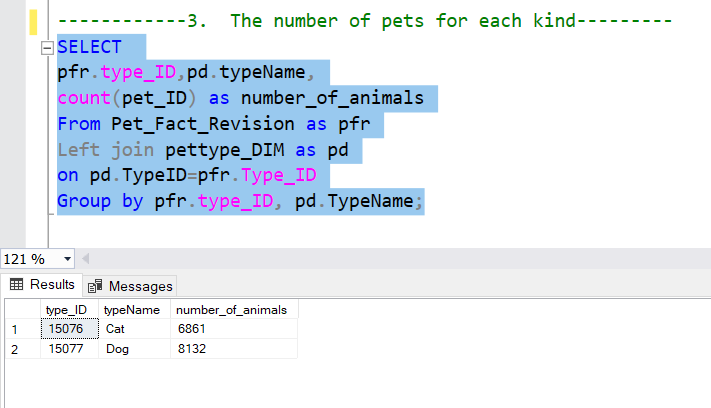 ------------3.  The number of pets for each kind---------
SELECT
pfr.type_ID,pd.typeName,
count(pet_ID) as number_of_animals
From Pet_Fact_Revision as pfr
Left join pettype_DIM as pd
on pd.TypeID=pfr.Type_ID
Group by pfr.type_ID, pd.TypeName;
121 %
Results Messages
type_ID typeName number_of_animals
1 15076 Cat 6861
2 15077 Dog 8132